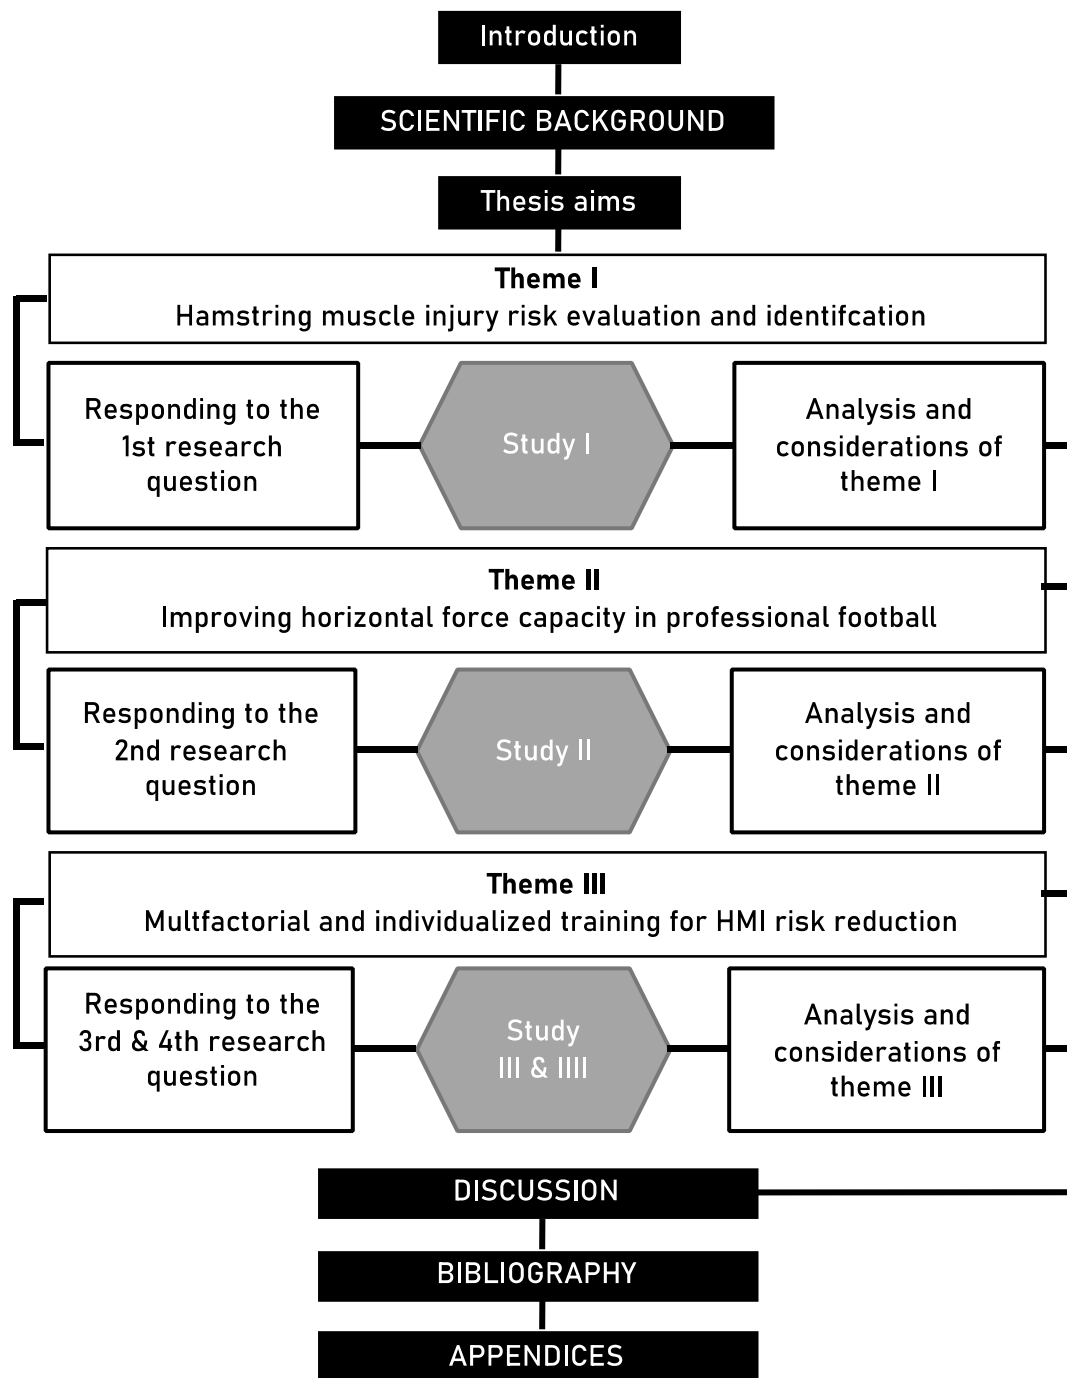 Introduction
SCIENTIFIC BACKGROUND
Thesis aims
Theme I
Hamstring muscle injury risk evaluation and identifcation
Responding to the
1st research
question
Study I
Analysis and
considerations of
theme I
Theme II
Improving horizontal force capacity in professional football
Responding to the
2nd research
question
Study II
Analysis and
considerations of
theme II
Theme III
Multfactorial and individualized training for HMI risk reduction
Responding to the
3rd & 4th research
question
Study
III & IIII
Analysis and
considerations of
theme III
DISCUSSION
BIBLIOGRAPHY
APPENDICES